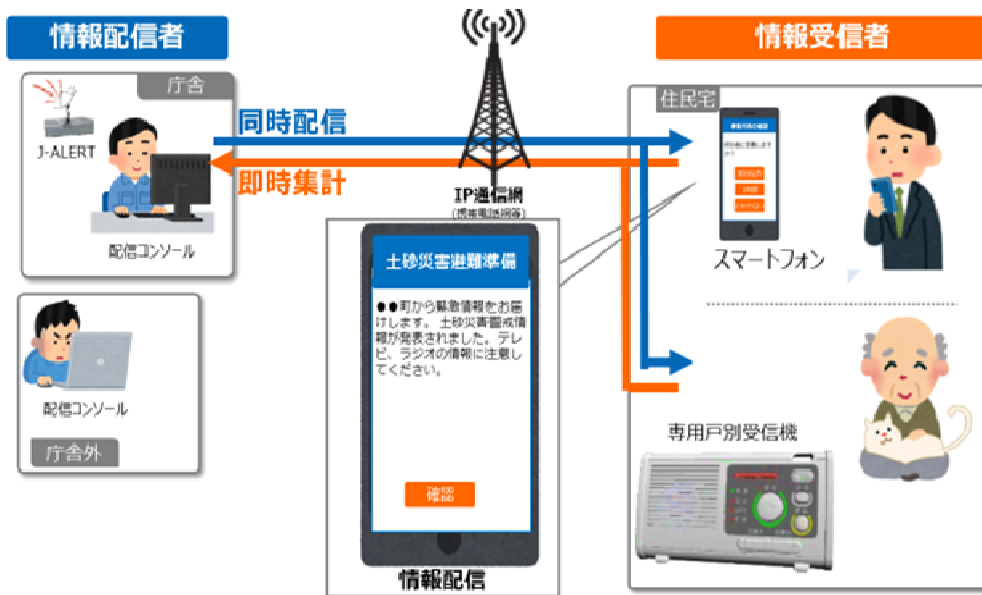 情報配信者
情報受信者
庁舎
J-ALERT
配信コンソール
同時配信
即時集計
IP通信網
(携帯電話網等)
住民宅
スマートフォン
配信コンソール
庁舎外
土砂災害避難準備
●●町から緊急情報をお届
けします。土砂災害警戒情
報が発表されました。テレ
ビ、ラジオの情報に注意し
てください。
確認
情報配信
専用戸別受信機